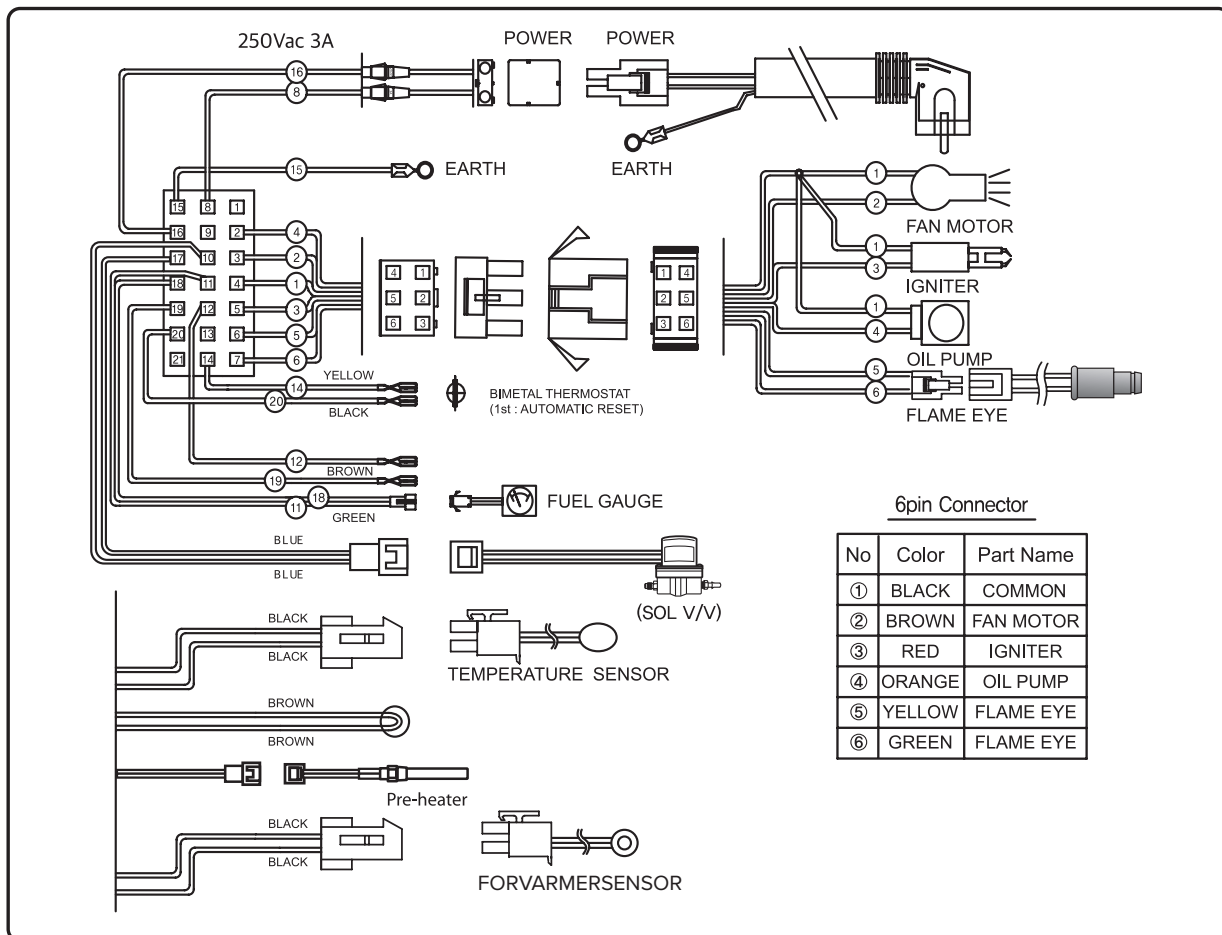 250Vac 3A
POWER
POWER
16
8
15
EARTH
EARTH
15 8 1
16 9 2
17 10 3
18 11 4
19 12 5
20 13 6
21 14 7
4
2
1
3
5
6
4 1
5 2
6 3
1 4
2 5
3 6
1
2
FAN MOTOR
1
3
IGNITER
1
4
OIL PUMP
5
6
FLAME EYE
14
YELLOW
20
BLACK
BIMETAL THERMOSTAT
(1st : AUTOMATIC RESET)
12
BROWN
19
18
11
GREEN
FUEL GAUGE
BLUE
BLUE
(SOL V/V)
BLACK
BLACK
TEMPERATURE SENSOR
BROWN
BROWN
Pre-heater
BLACK
BLACK
FORVARMERSENSOR
6pin Connector
No Color Part Name
① BLACK COMMON
② BROWN FAN MOTOR
③ RED IGNITER
④ ORANGE OIL PUMP
⑤ YELLOW FLAME EYE
⑥ GREEN FLAME EYE